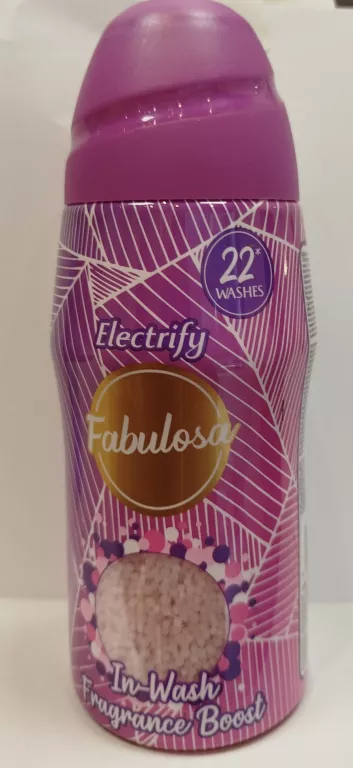 22*
WASHES
Electrify
Fabulosa
In-Wash
Fragrance Boost